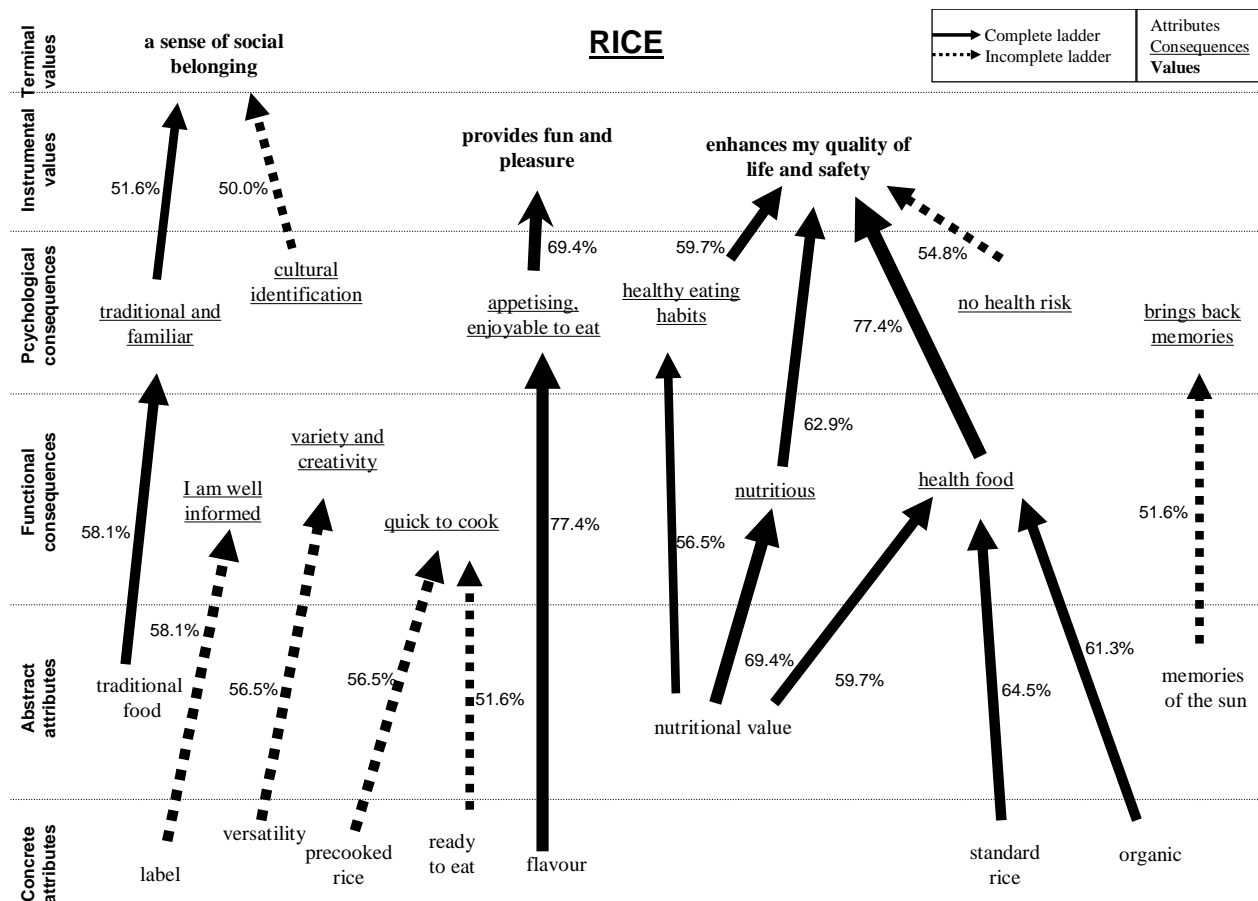 RICE
Complete ladder
Incomplete ladder
Attributes
Consequences
Values
Terminal
values
a sense of social
belonging
Instrumental
values
provides fun and
pleasure
enhances my quality of
life and safety
51.6%
50.0%
69.4%
59.7%
54.8%
Pcychological
consequences
traditional and
familiar
cultural
identification
appetising,
enjoyable to eat
healthy eating
habits
no health risk
brings back
memories
77.4%
62.9%
Functional
consequences
variety and
creativity
I am well
informed
quick to cook
nutritious
health food
58.1%
77.4%
56.5%
51.6%
Abstract
attributes
58.1%
56.5%
56.5%
51.6%
69.4%
59.7%
64.5%
61.3%
traditional
food
nutritional value
memories
of the sun
Concrete
attributes
label
versatility
precooked
rice
ready
to eat
flavour
standard
rice
organic